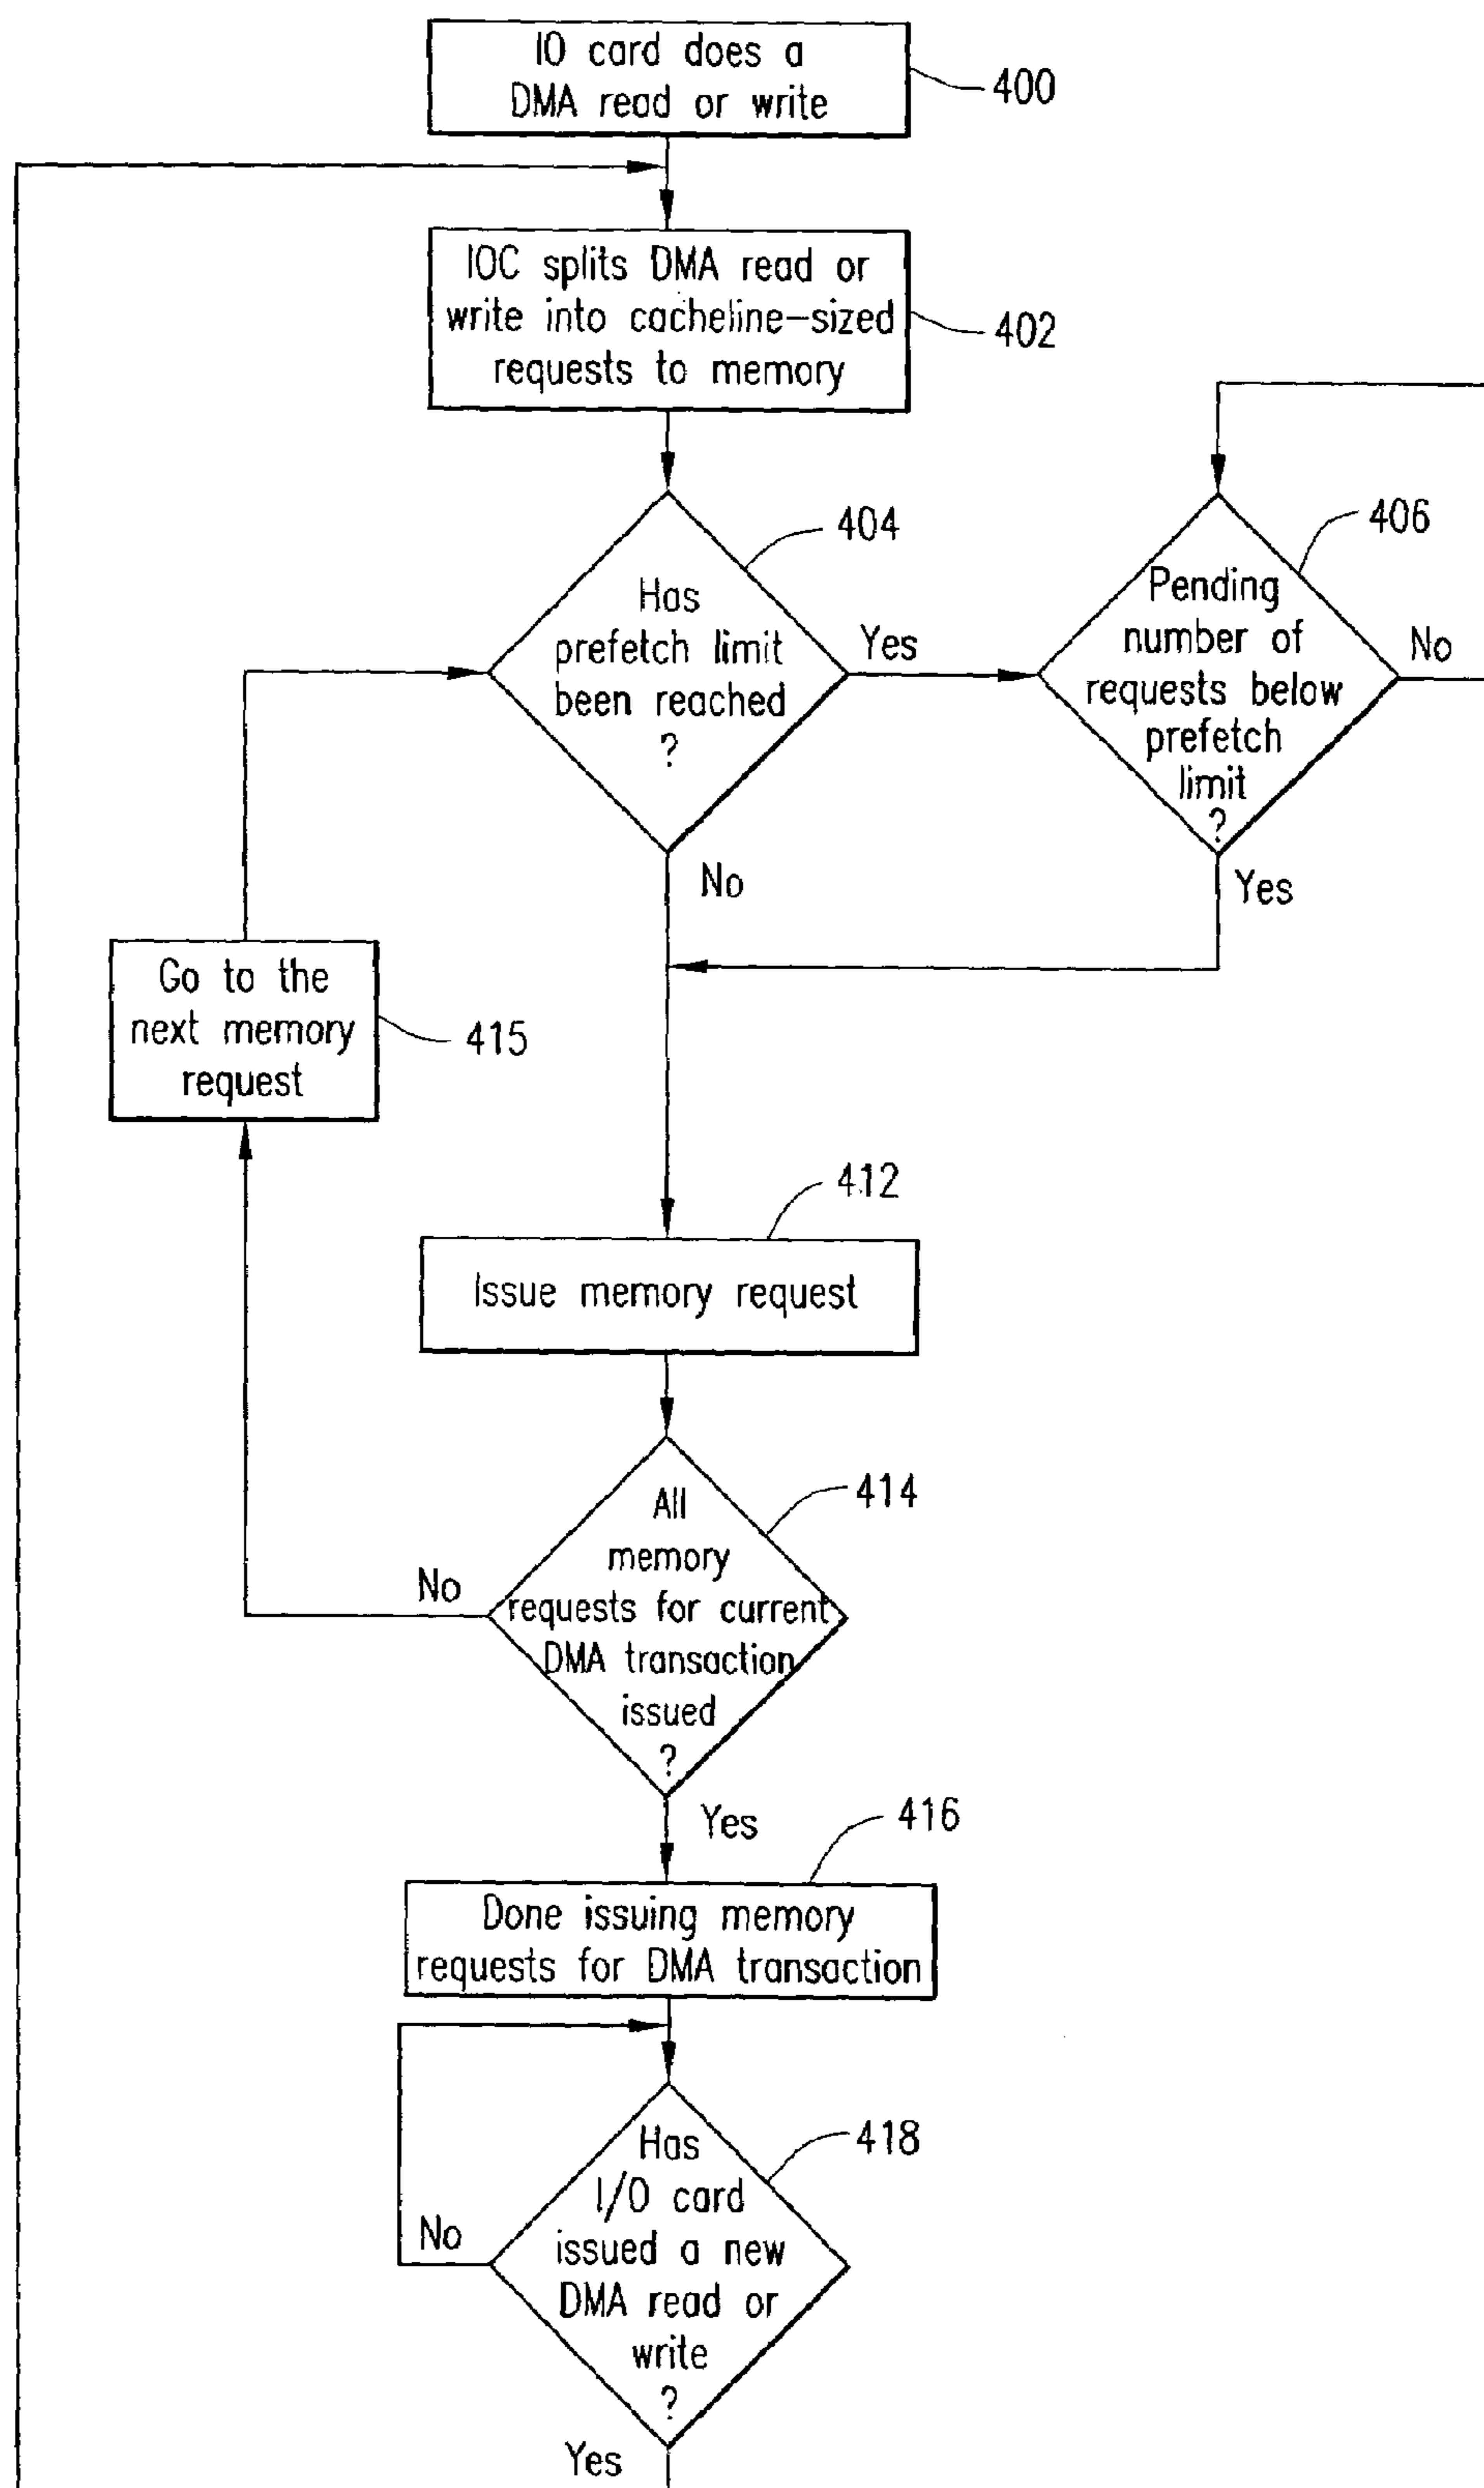 IO card does a
DMA read or write
400
IOC splits DMA read or
write into cacheline-sized
requests to memory
402
Has
prefetch limit
been reached
?
404
Yes
No
Pending
number of
requests below
prefetch
limit
?
406
No
Yes
Go to the
next memory
request
415
Issue memory request
412
All
memory
requests for current
DMA transaction
issued
?
414
No
Yes
Done issuing memory
requests for DMA transaction
416
Has
I/O card
issued a new
DMA read or
write
?
418
No
Yes